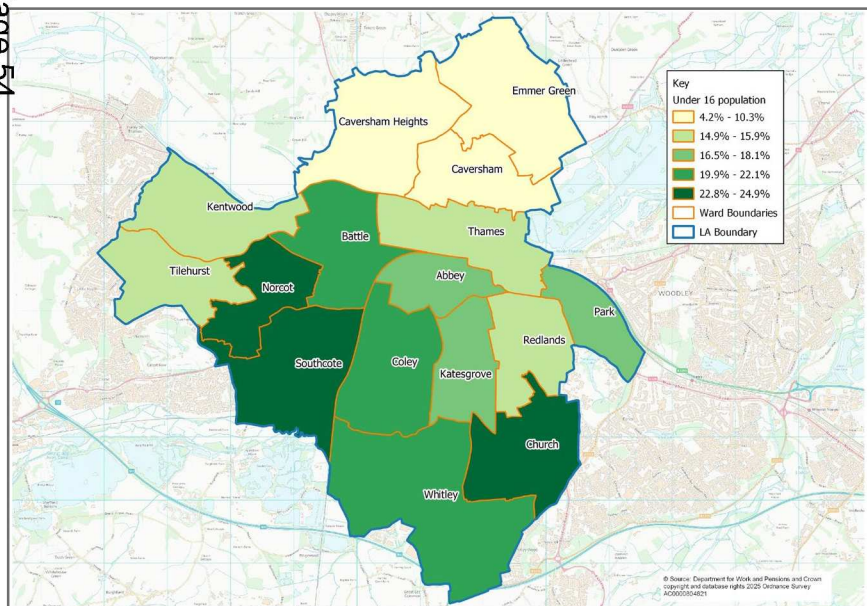 age 54
Key
Under 16 population
4.2% - 10.3%
14.9% - 15.9%
16.5% - 18.1%
19.9% - 22.1%
22.8% - 24.9%
Ward Boundaries
LA Boundary
Emmer Green
Caversham Heights
Caversham
Kentwood
Thames
Battle
Tilehurst
Abbey
Norcot
Park
WOODLEY
Redlands
Southcote
Coley
Katesgrove
Church
Whitley
© Source: Department for Work and Pensions and Crown
copyright and database rights 2025 Ordnance Survey
AC0000804821